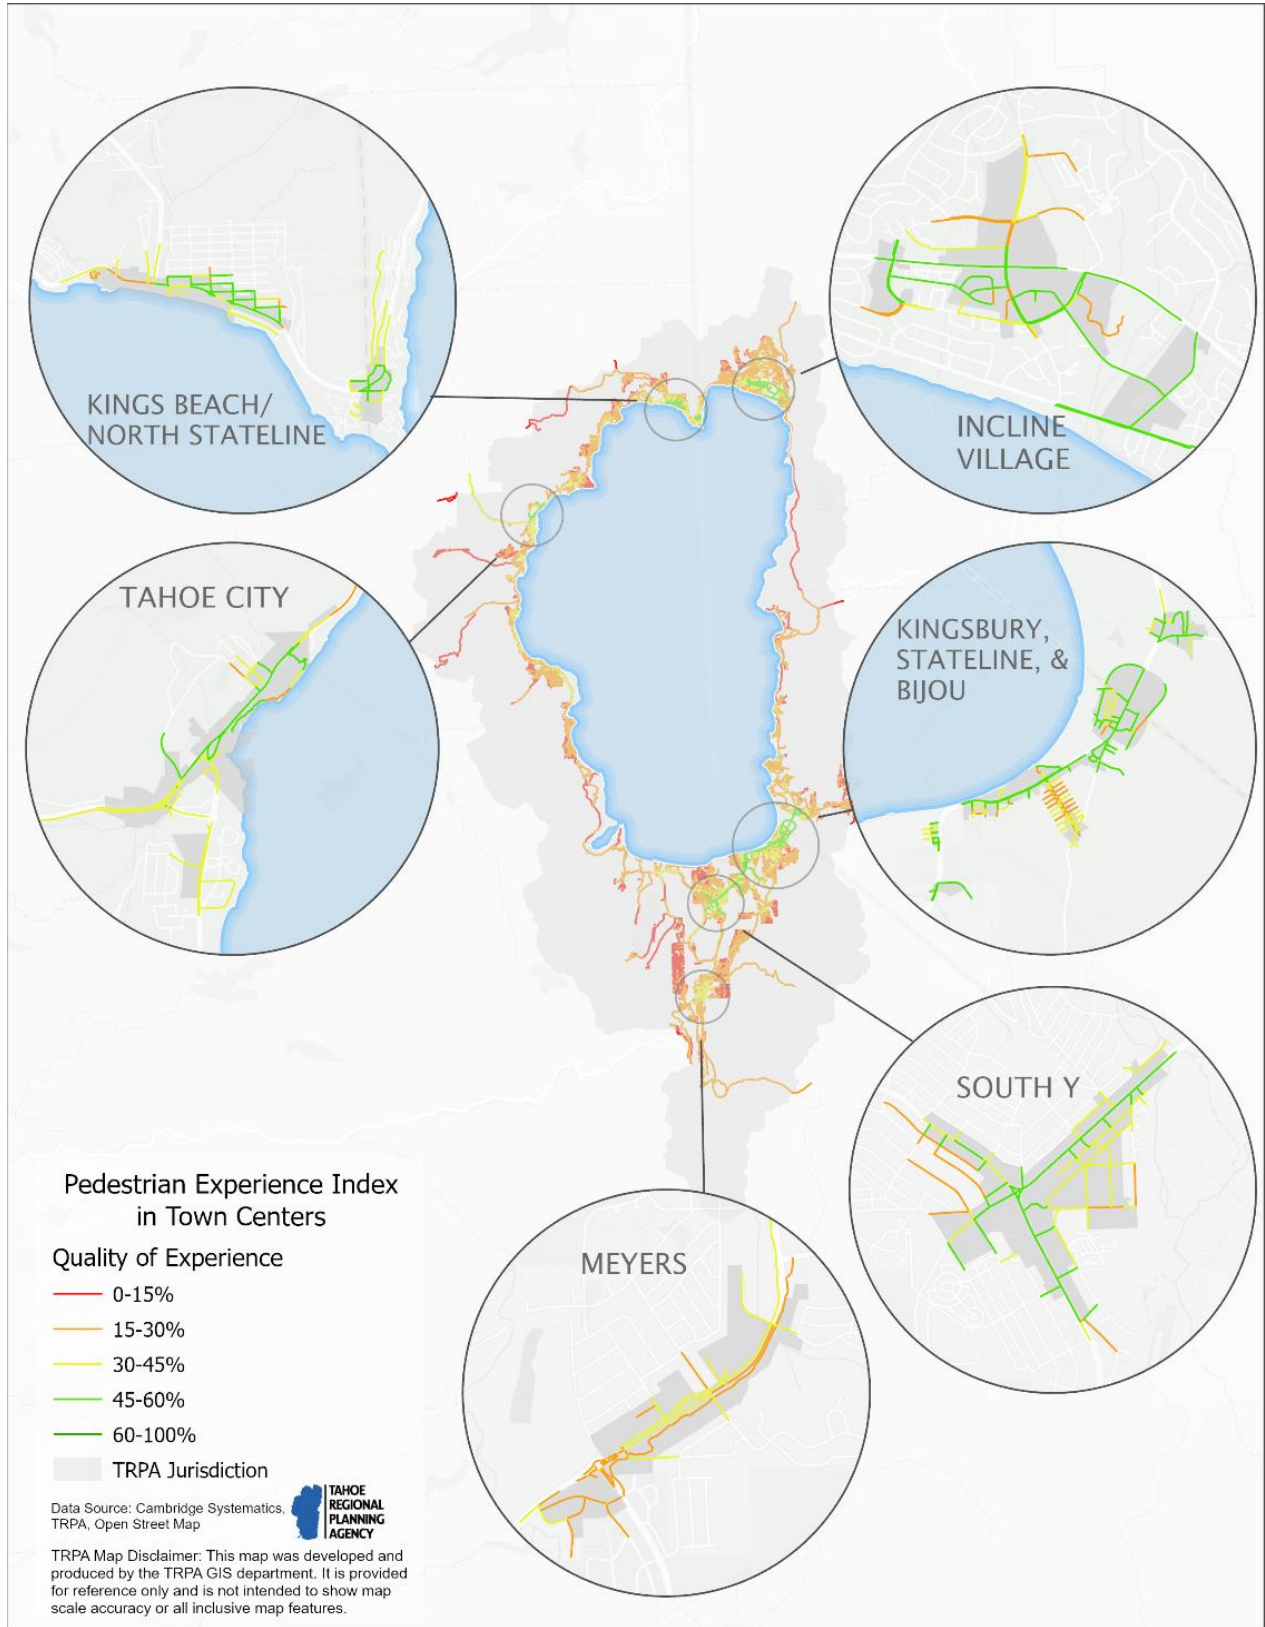 KINGS BEACH/
NORTH STATELINE
INCLINE
VILLAGE
TAHOE CITY
KINGSBURY,
STATELINE, &
BIJOU
SOUTH Y
MEYERS
Pedestrian Experience Index
in Town Centers
Quality of Experience
0-15%
15-30%
30-45%
45-60%
60-100%
TRPA Jurisdiction
Data Source: Cambridge Systematics,
TRPA, Open Street Map
TAHOE
REGIONAL
PLANNING
AGENCY
TRPA Map Disclaimer: This map was developed and
produced by the TRPA GIS department. It is provided
for reference only and is not intended to show map
scale accuracy or all inclusive map features.